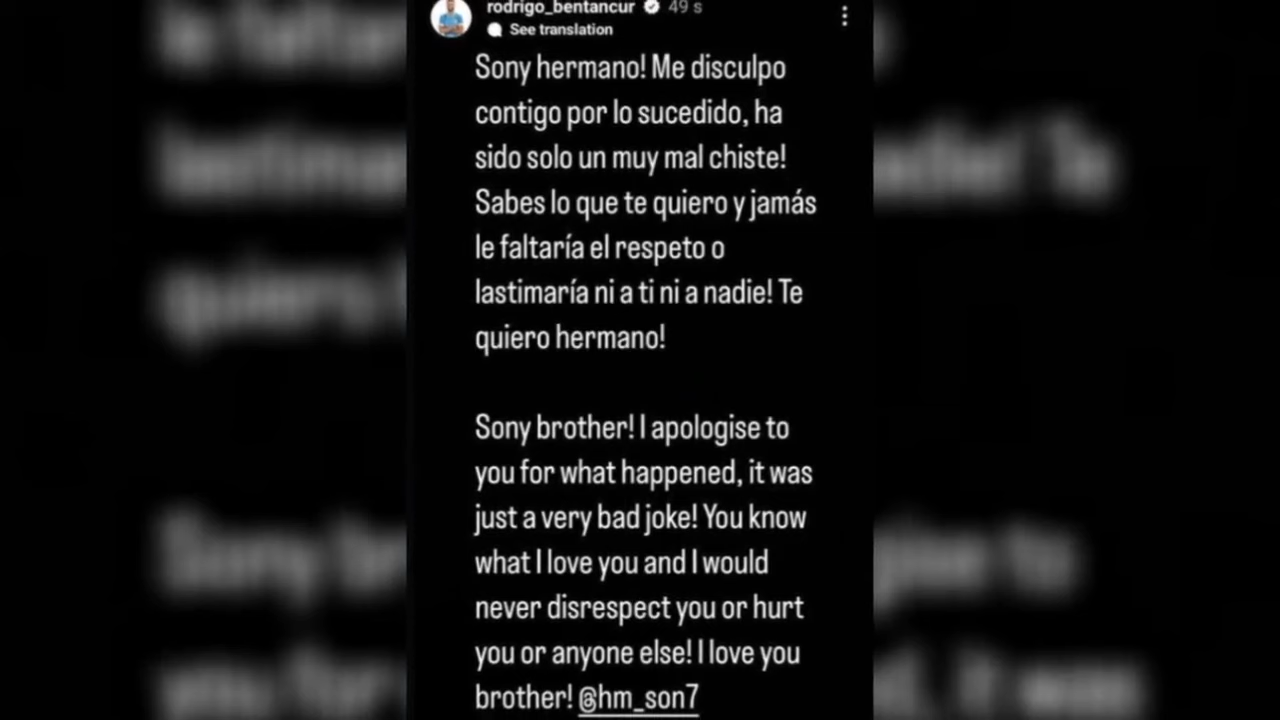 rodrigo_bentancur 49 s
See translation
Sony hermano! Me disculpo
contigo por lo sucedido, ha
sido solo un muy mal chiste!
Sabes lo que te quiero y jamás
le faltaría el respeto o
lastimaría ni a ti ni a nadie! Te
quiero hermano!
Sony brother! I apologise to
you for what happened, it was
just a very bad joke! You know
what I love you and I would
never disrespect you or hurt
you or anyone else! I love you
brother! @hm_son7